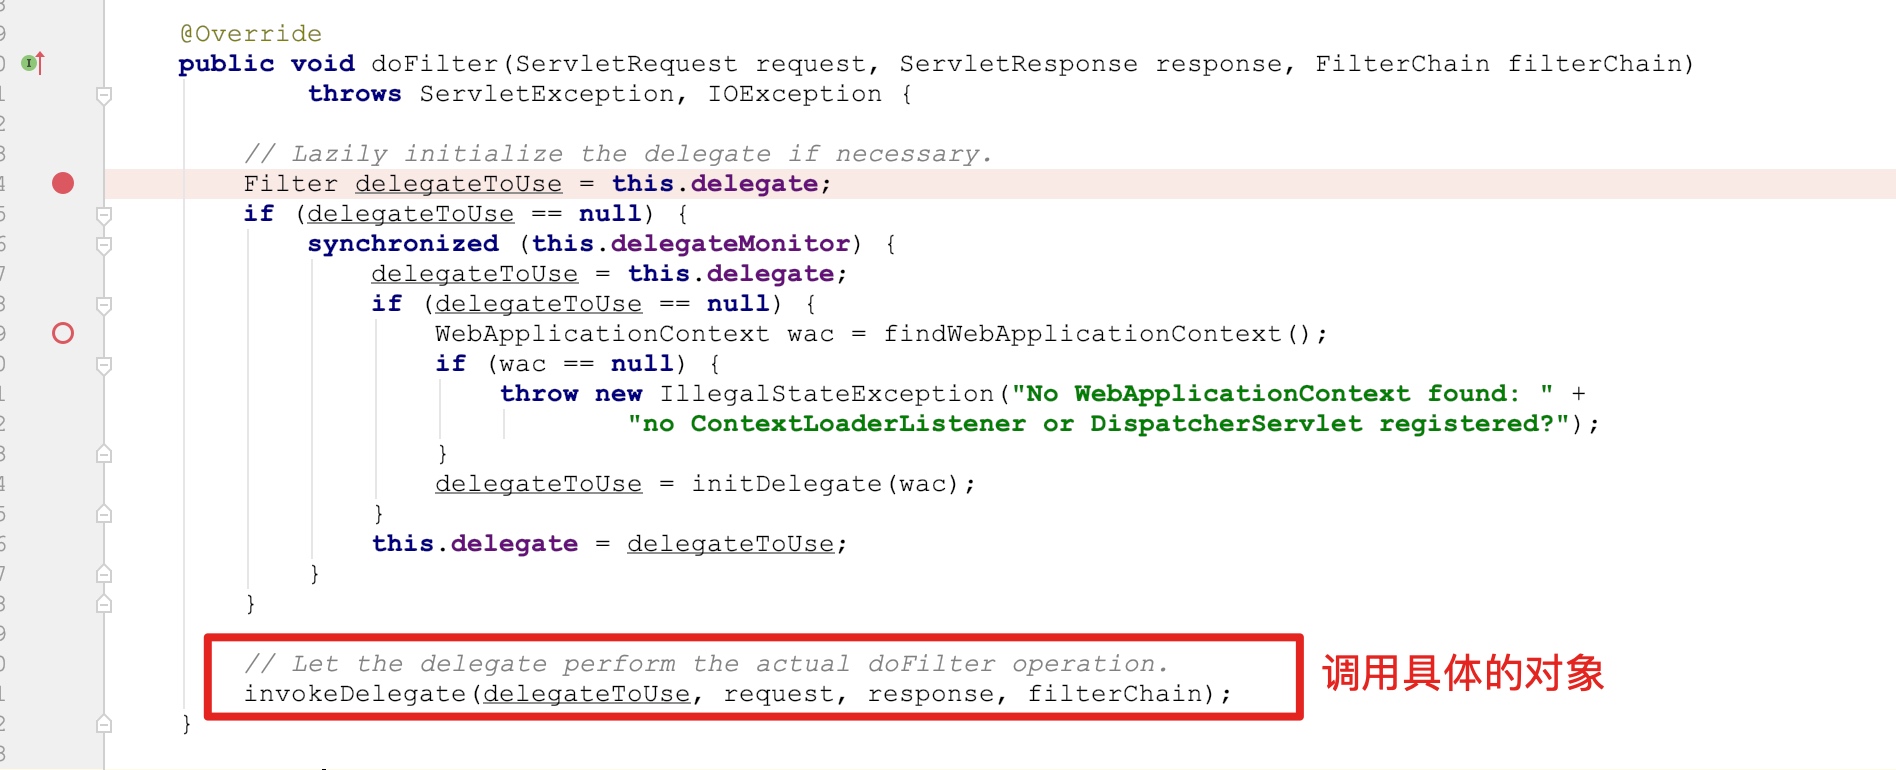 @Override
public void doFilter(ServletRequest request, ServletResponse response, FilterChain filterChain)
throws ServletException, IOException {
// Lazily initialize the delegate if necessary.
Filter delegateToUse = this.delegate;
if (delegateToUse == null) {
synchronized (this.delegateMonitor) {
delegateToUse = this.delegate;
if (delegateToUse == null) {
WebApplicationContext wac = findWebApplicationContext();
if (wac == null) {
throw new IllegalStateException("No WebApplicationContext found: " +
"no ContextLoaderListener or DispatcherServlet registered?");
}
delegateToUse = initDelegate(wac);
}
this.delegate = delegateToUse;
}
}
// Let the delegate perform the actual doFilter operation.
invokeDelegate(delegateToUse, request, response, filterChain);
调用具体的对象
}